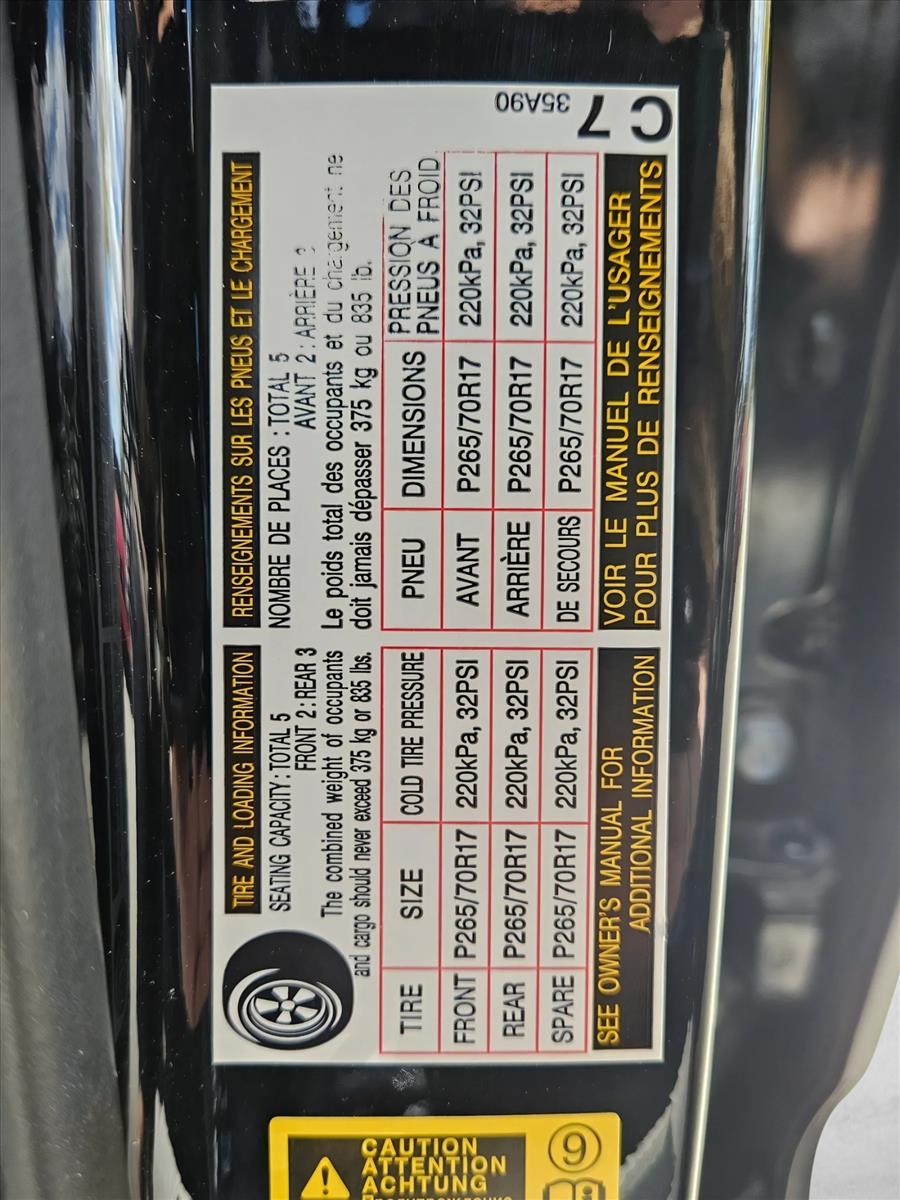 TIRE AND LOADING INFORMATION
SEATING CAPACITY : TOTAL 5
FRONT 2 : REAR 3
The combined weight of occupants
and cargo should never exceed 375 kg or 835 lbs.
TIRE SIZE COLD TIRE PRESSURE
FRONT P265/70R17 220kPa, 32PSI
REAR P265/70R17 220kPa, 32PSI
SPARE P265/70R17 220kPa, 32PSI
SEE OWNER'S MANUAL FOR
ADDITIONAL INFORMATION
RENSEIGNEMENTS SUR LES PNEUS ET LE CHARGEMENT
NOMBRE DE PLACES : TOTAL 5
AVANT 2 : ARRIÈRE 3
Le poids total des occupants et du chargement ne
doit jamais dépasser 375 kg ou 835 lb.
PNEU DIMENSIONS PRESSION DES
PNEUS A FROID
AVANT P265/70R17 220kPa, 32PSI
ARRIÈRE P265/70R17 220kPa, 32PSI
DE SECOURS P265/70R17 220kPa, 32PSI
VOIR LE MANUEL DE L'USAGER
POUR PLUS DE RENSEIGNEMENTS
C 7
35A90
CAUTION
ATTENTION
ACHTUNG
6